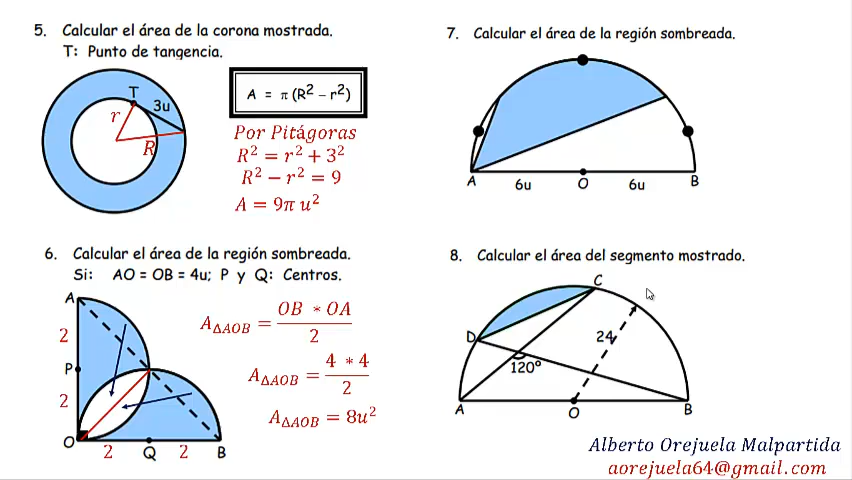 5. Calcular el área de la corona mostrada.
T: Punto de tangencia.
T
3u
r
R
A = π (R² – r²)
Por Pitágoras
R² = r² + 3²
R² − r² = 9
A = 9π u²
6. Calcular el área de la región sombreada.
Si: AO = OB = 4u; P y Q: Centros.
A
2
P
2
O
2
Q
2
B
A△AOB = OB * OA / 2
A△AOB = 4 * 4 / 2
A△AOB = 8u²
7. Calcular el área de la región sombreada.
A
6u
O
6u
B
8. Calcular el área del segmento mostrado.
C
D
24
120º
A
O
B
Alberto Orejuela Malpartida
aorejuela64@gmail.com